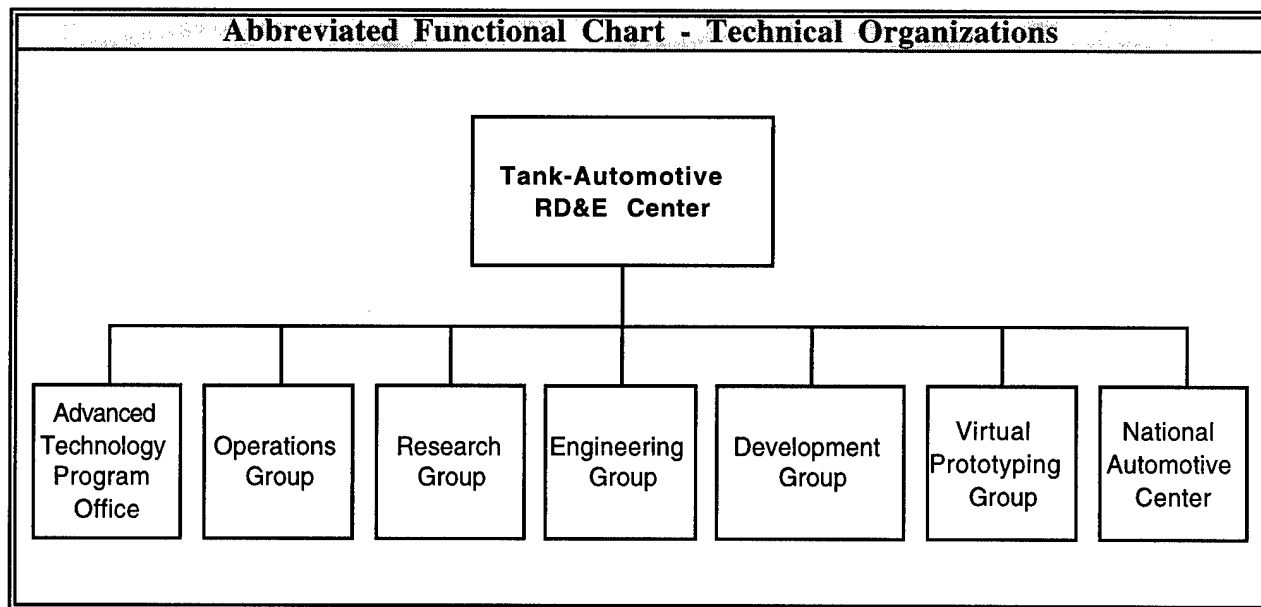 Abbreviated Functional Chart - Technical Organizations
Tank-Automotive
RD&E Center
Advanced
Technology
Program
Office
Operations
Group
Research
Group
Engineering
Group
Development
Group
Virtual
Prototyping
Group
National
Automotive
Center